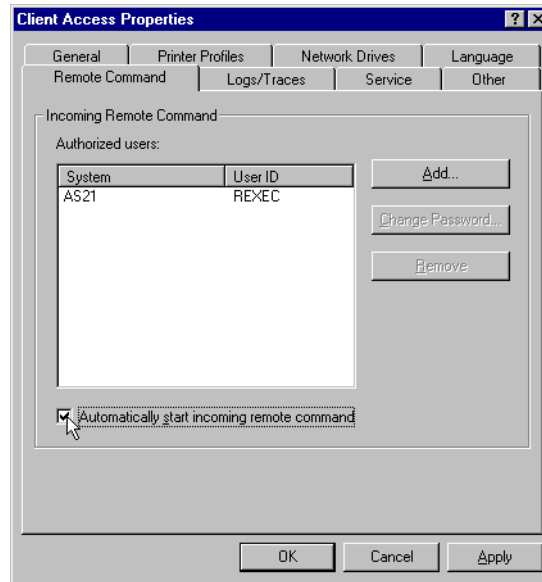 Client Access Properties
General Printer Profiles Network Drives Language
Remote Command Logs/Traces Service Other
Incoming Remote Command
Authorized users:
System User ID
AS21 REXEC
Add...
Change Password...
Remove
Automatically start incoming remote command
OK Cancel Apply